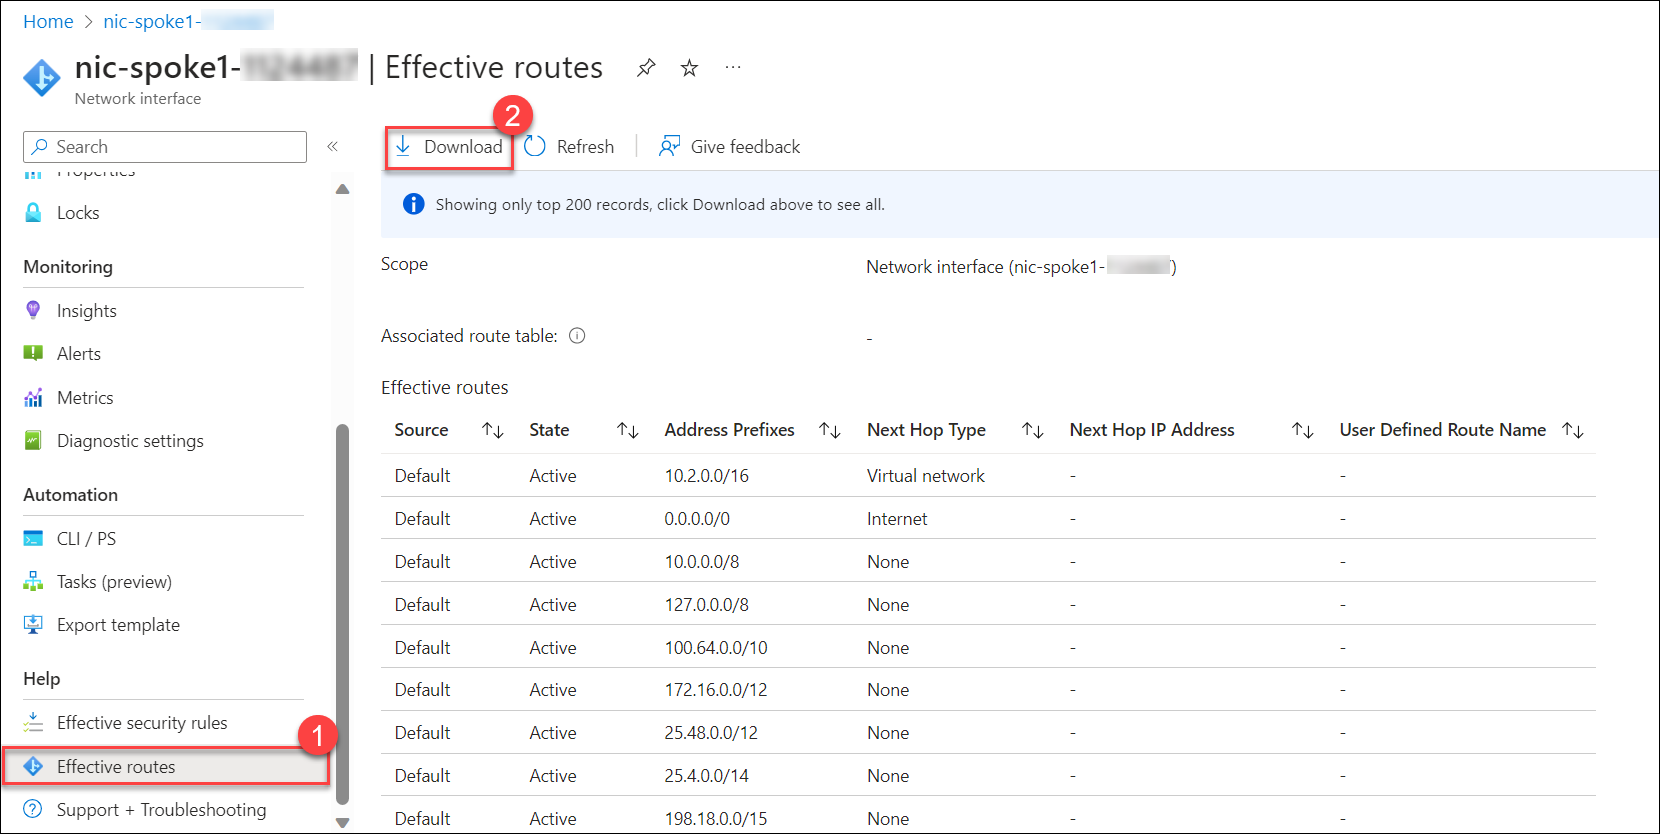 Home > nic-spoke1-
nic-spoke1- | Effective routes
Network interface
Search
Properties
Locks
Monitoring
Insights
Alerts
Metrics
Diagnostic settings
Automation
CLI / PS
Tasks (preview)
Export template
Help
Effective security rules
1
Effective routes
Support + Troubleshooting
2
Download Refresh Give feedback
Showing only top 200 records, click Download above to see all.
Scope Network interface (nic-spoke1- )
Associated route table: -
Effective routes
Source State Address Prefixes Next Hop Type Next Hop IP Address User Defined Route Name
Default Active 10.2.0.0/16 Virtual network - -
Default Active 0.0.0.0/0 Internet - -
Default Active 10.0.0.0/8 None - -
Default Active 127.0.0.0/8 None - -
Default Active 100.64.0.0/10 None - -
Default Active 172.16.0.0/12 None - -
Default Active 25.48.0.0/12 None - -
Default Active 25.4.0.0/14 None - -
Default Active 198.18.0.0/15 None - -